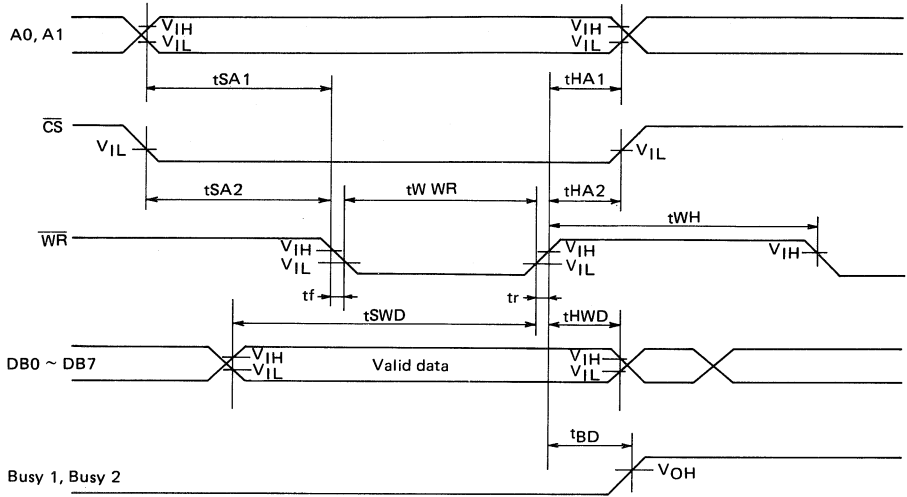 A0, A1
VIH
VIL
VIH
VIL
tSA1
tHA1
CS
VIL
VIL
tSA2
tW WR
tHA2
tWH
WR
VIH
VIL
VIH
VIL
VIH
tf
tr
tSWD
tHWD
DB0 ~ DB7
VIH
VIL
Valid data
VIH
VIL
tBD
Busy 1, Busy 2
VOH